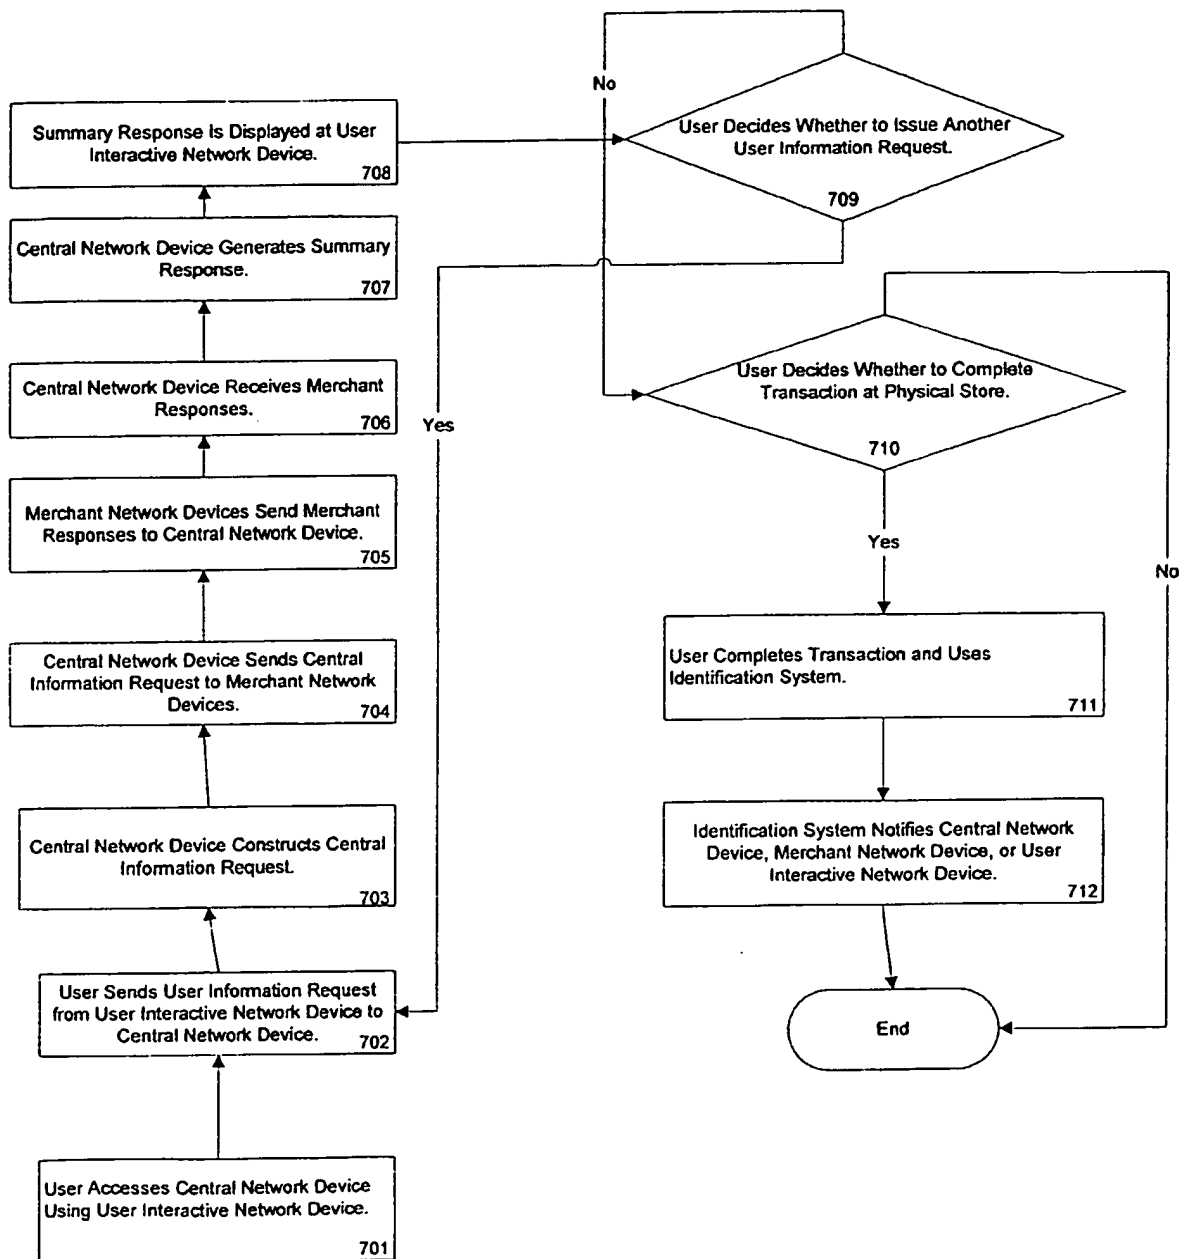 No
User Decides Whether to Issue Another
User Information Request.
709
Summary Response Is Displayed at User
Interactive Network Device.
708
Central Network Device Generates Summary
Response.
707
Central Network Device Receives Merchant
Responses.
706
Yes
User Decides Whether to Complete
Transaction at Physical Store.
710
Merchant Network Devices Send Merchant
Responses to Central Network Device.
705
Yes
No
Central Network Device Sends Central
Information Request to Merchant Network
Devices.
704
User Completes Transaction and Uses
Identification System.
711
Central Network Device Constructs Central
Information Request.
703
Identification System Notifies Central Network
Device, Merchant Network Device, or User
Interactive Network Device.
712
User Sends User Information Request
from User Interactive Network Device to
Central Network Device.
702
End
User Accesses Central Network Device
Using User Interactive Network Device.
701